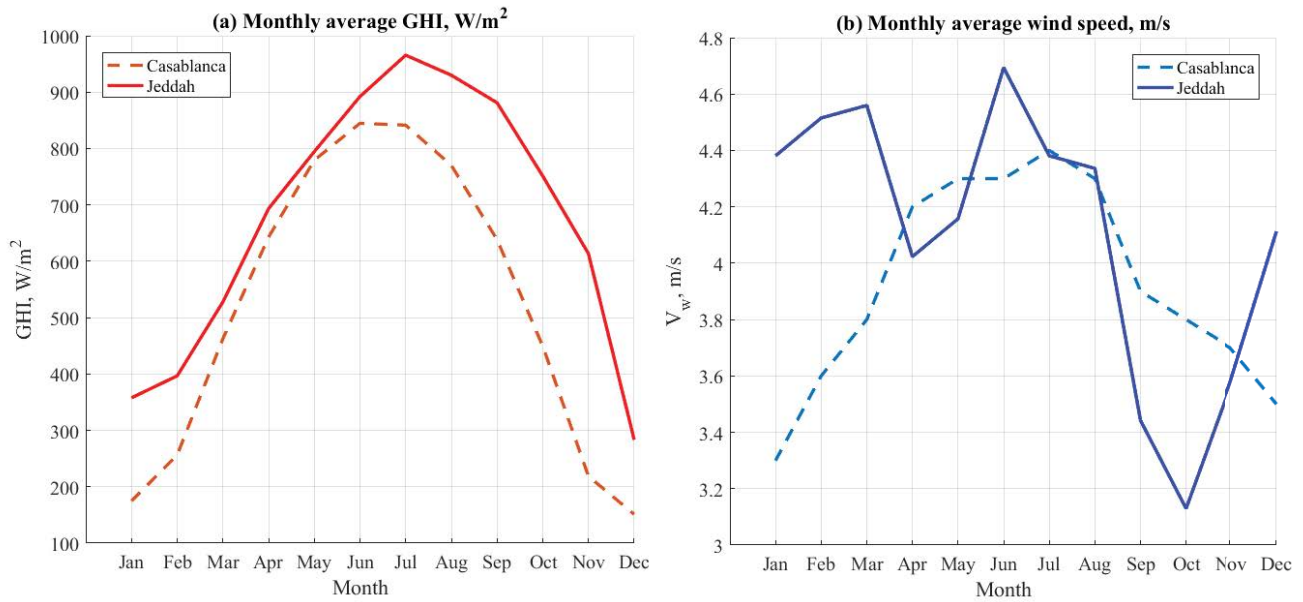 (a) Monthly average GHI, W/m²
1000
900
800
700
600
500
400
300
200
100
GHI, W/m²
Casablanca
Jeddah
Jan Feb Mar Apr May Jun Jul Aug Sep Oct Nov Dec
Month
(b) Monthly average wind speed, m/s
4.8
4.6
4.4
4.2
4
3.8
3.6
3.4
3.2
3
V_w, m/s
Casablanca
Jeddah
Jan Feb Mar Apr May Jun Jul Aug Sep Oct Nov Dec
Month